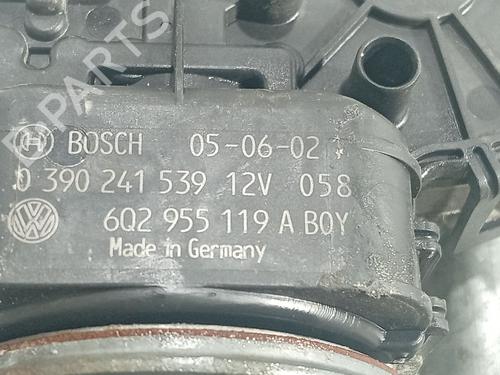 BOSCH 05-06-02
0 390 241 539 12V 058
6Q2 955 119 A BOY
Made in Germany
B-PARTS